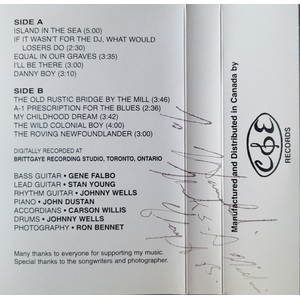 SIDE A
ISLAND IN THE SEA (5:00)
IF IT WASN'T FOR THE DJ, WHAT WOULD
LOSERS DO (2:30)
EQUAL IN OUR GRAVES (3:35)
I'LL BE THERE (3:00)
DANNY BOY (3:10)
SIDE B
THE OLD RUSTIC BRIDGE BY THE MILL (3:46)
A-1 PRESCRIPTION FOR THE BLUES (2:32)
MY CHILDHOOD DREAM (3:42)
THE WILD COLONIAL BOY (4:00)
THE ROVING NEWFOUNDLANDER (3:00)
DIGITALLY RECORDED AT
BRITTGAYE RECORDING STUDIO, TORONTO, ONTARIO
BASS GUITAR • GENE FALBO
LEAD GUITAR • STAN YOUNG
RHYTHM GUITAR • JOHNNY WELLS
PIANO • JOHN DUSTAN
ACCORDIANS • CARSON WILLIS
DRUMS • JOHNNY WELLS
PHOTOGRAPHY • RON BENNET
Many thanks to everyone for supporting my music.
Special thanks to the songwriters and photographer.
To
Manufactured and Distributed in Canada by
RECORDS